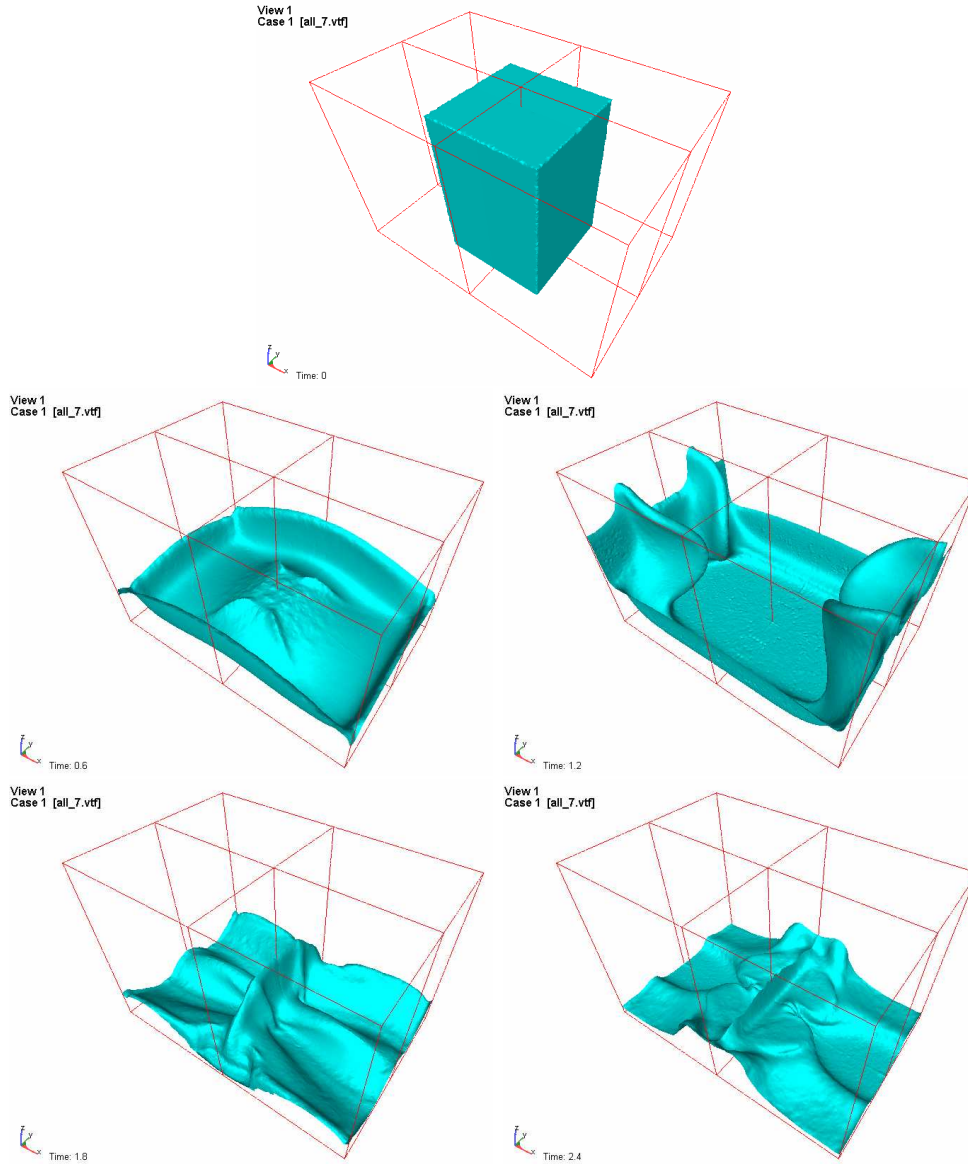 View 1
Case 1 [all_7.vtf]
z
y
x
Time: 0
View 1
Case 1 [all_7.vtf]
z
y
x
Time: 0.6
View 1
Case 1 [all_7.vtf]
z
y
x
Time: 1.2
View 1
Case 1 [all_7.vtf]
z
y
x
Time: 1.8
View 1
Case 1 [all_7.vtf]
z
y
x
Time: 2.4